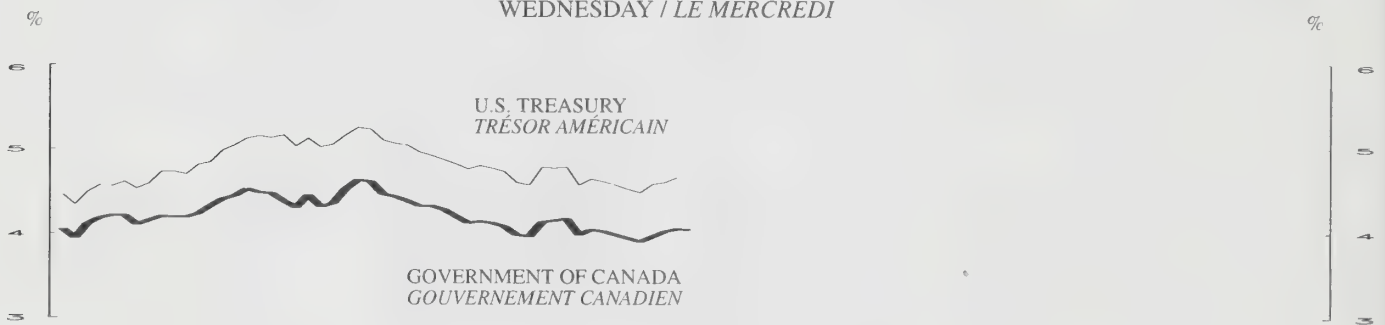 WEDNESDAY / LE MERCREDI
% %
6 6
U.S. TREASURY
TRÉSOR AMÉRICAIN
5 5
4 4
GOVERNMENT OF CANADA
GOUVERNEMENT CANADIEN
3 3